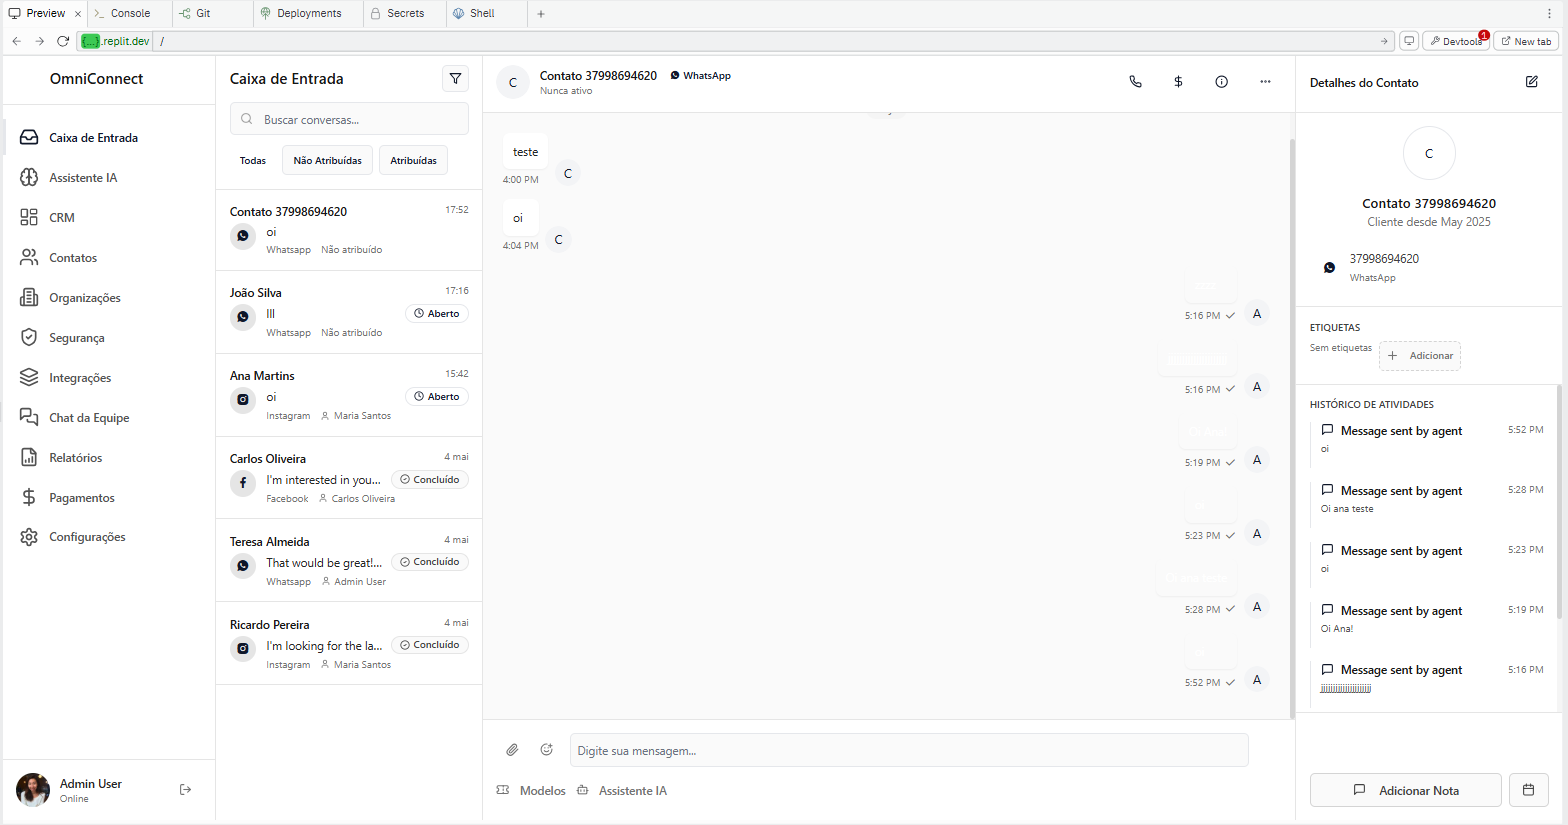 Preview
Console
Git
Deployments
Secrets
Shell
{...}.replit.dev /
Devtools 1
New tab
OmniConnect
Caixa de Entrada
Assistente IA
CRM
Contatos
Organizações
Segurança
Integrações
Chat da Equipe
Relatórios
Pagamentos
Configurações
Admin User
Online
Caixa de Entrada
Buscar conversas...
Todas
Não Atribuídas
Atribuídas
Contato 37998694620 17:52
oi
Whatsapp Não atribuído
João Silva 17:16
lll Aberto
Whatsapp Não atribuído
Ana Martins 15:42
oi Aberto
Instagram Maria Santos
Carlos Oliveira 4 mai
I'm interested in you... Concluído
Facebook Carlos Oliveira
Teresa Almeida 4 mai
That would be great!... Concluído
Whatsapp Admin User
Ricardo Pereira 4 mai
I'm looking for the la... Concluído
Instagram Maria Santos
C
Contato 37998694620 WhatsApp
Nunca ativo
teste
4:00 PM C
oi
4:04 PM C
5:16 PM A
5:16 PM A
5:19 PM A
5:23 PM A
5:28 PM A
5:52 PM A
Digite sua mensagem...
Modelos Assistente IA
Detalhes do Contato
C
Contato 37998694620
Cliente desde May 2025
37998694620
WhatsApp
ETIQUETAS
Sem etiquetas Adicionar
HISTÓRICO DE ATIVIDADES
Message sent by agent 5:52 PM
oi
Message sent by agent 5:28 PM
Oi ana teste
Message sent by agent 5:23 PM
oi
Message sent by agent 5:19 PM
Oi Ana!
Message sent by agent 5:16 PM
Adicionar Nota